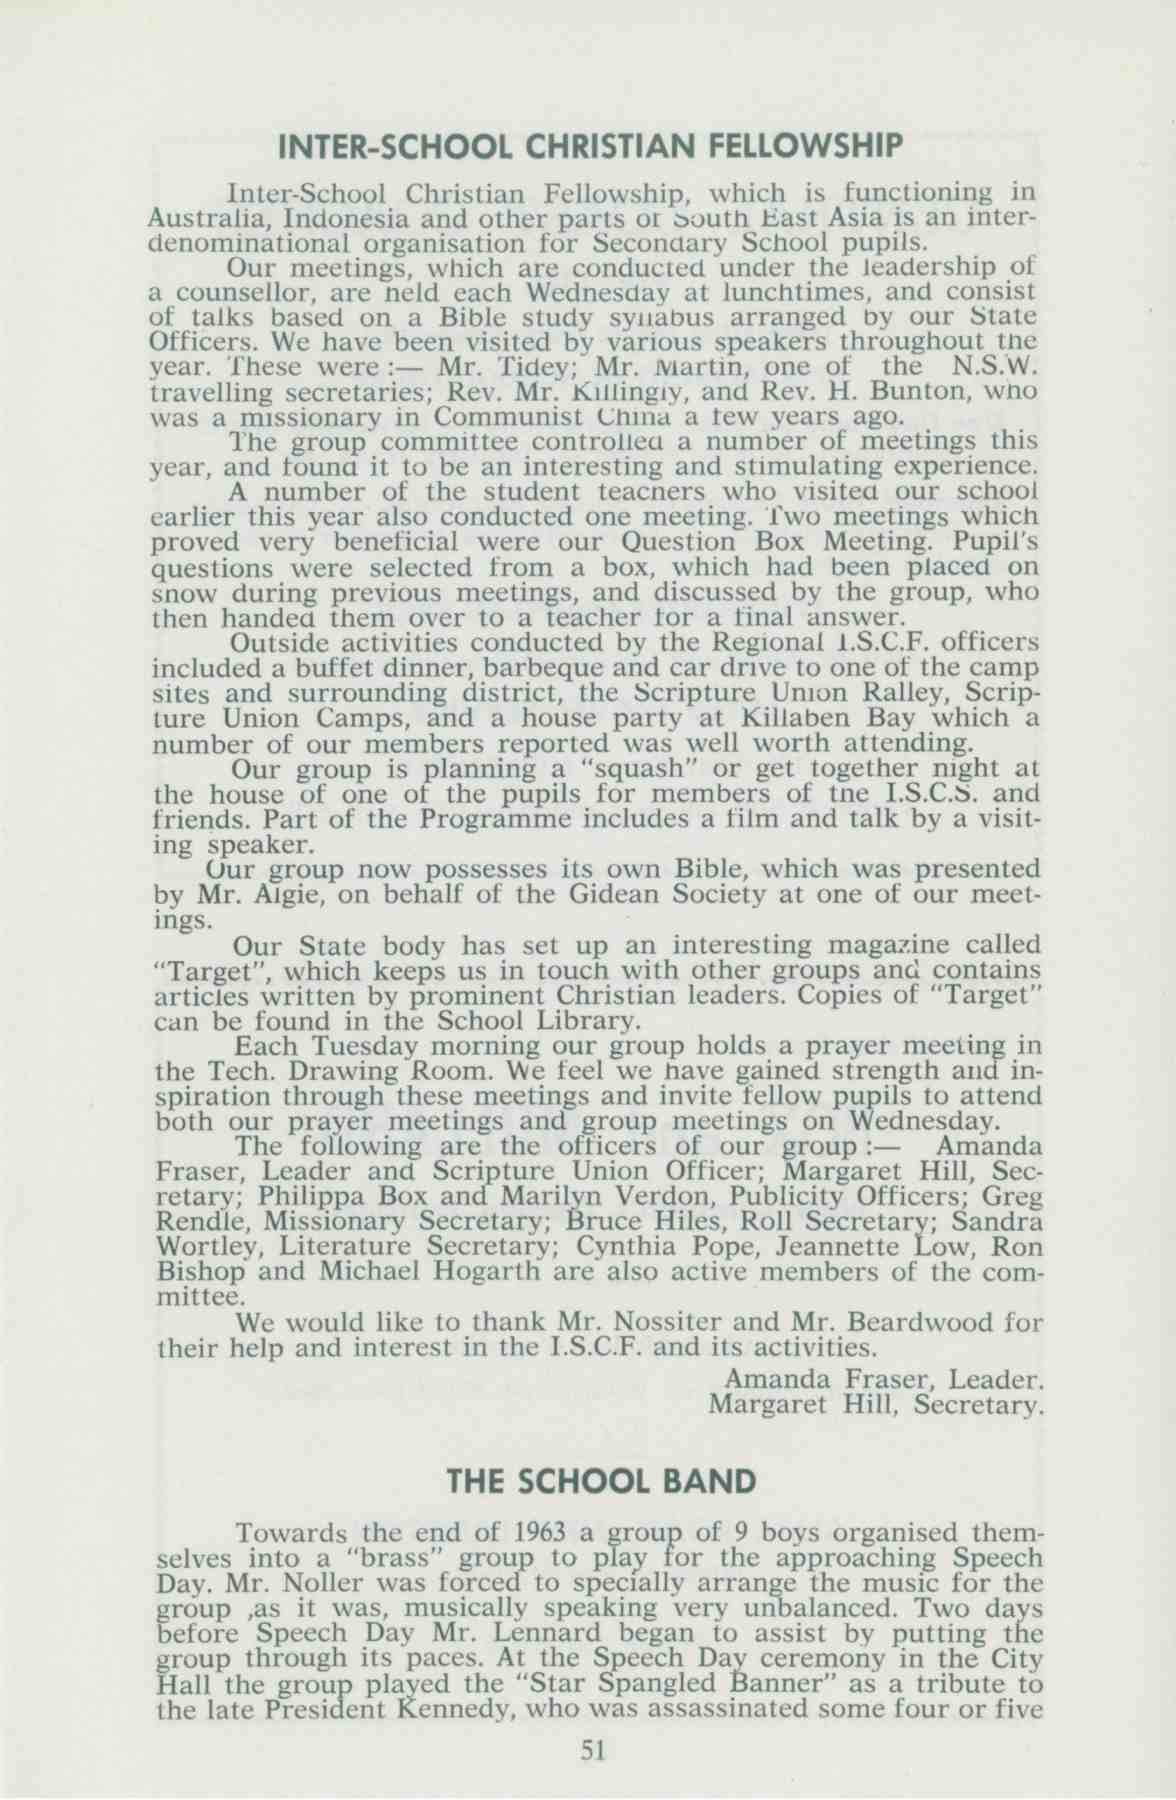 INTER-SCHOOL CHRISTIAN FELLOWSHIP
Inter-School Christian Fellowship, which is functioning in
Australia, Indonesia and other parts of South East Asia is an inter-
denominational organisation for Secondary School pupils.
Our meetings, which are conducted under the leadership of
a counsellor, are held each Wednesday at lunchtimes, and consist
of talks based on a Bible study syllabus arranged by our State
Officers. We have been visited by various speakers throughout the
year. These were :— Mr. Tidey; Mr. Martin, one of the N.S.W.
travelling secretaries; Rev. Mr. Killingly, and Rev. H. Bunton, who
was a missionary in Communist China a few years ago.
The group committee controlled a number of meetings this
year, and found it to be an interesting and stimulating experience.
A number of the student teachers who visited our school
earlier this year also conducted one meeting. Two meetings which
proved very beneficial were our Question Box Meeting. Pupil's
questions were selected from a box, which had been placed on
snow during previous meetings, and discussed by the group, who
then handed them over to a teacher for a final answer.
Outside activities conducted by the Regional I.S.C.F. officers
included a buffet dinner, barbeque and car drive to one of the camp
sites and surrounding district, the Scripture Union Ralley, Scrip-
ture Union Camps, and a house party at Killaben Bay which a
number of our members reported was well worth attending.
Our group is planning a "squash" or get together night at
the house of one of the pupils for members of the I.S.C.S. and
friends. Part of the Programme includes a film and talk by a visit-
ing speaker.
Our group now possesses its own Bible, which was presented
by Mr. Algie, on behalf of the Gidean Society at one of our meet-
ings.
Our State body has set up an interesting magazine called
"Target", which keeps us in touch with other groups and contains
articles written by prominent Christian leaders. Copies of "Target"
can be found in the School Library.
Each Tuesday morning our group holds a prayer meeting in
the Tech. Drawing Room. We feel we have gained strength and in-
spiration through these meetings and invite fellow pupils to attend
both our prayer meetings and group meetings on Wednesday.
The following are the officers of our group :— Amanda
Fraser, Leader and Scripture Union Officer; Margaret Hill, Sec-
retary; Philippa Box and Marilyn Verdon, Publicity Officers; Greg
Rendle, Missionary Secretary; Bruce Hiles, Roll Secretary; Sandra
Wortley, Literature Secretary; Cynthia Pope, Jeannette Low, Ron
Bishop and Michael Hogarth are also active members of the com-
mittee.
We would like to thank Mr. Nossiter and Mr. Beardwood for
their help and interest in the I.S.C.F. and its activities.
Amanda Fraser, Leader.
Margaret Hill, Secretary.
THE SCHOOL BAND
Towards the end of 1963 a group of 9 boys organised them-
selves into a "brass" group to play for the approaching Speech
Day. Mr. Noller was forced to specially arrange the music for the
group ,as it was, musically speaking very unbalanced. Two days
before Speech Day Mr. Lennard began to assist by putting the
group through its paces. At the Speech Day ceremony in the City
Hall the group played the "Star Spangled Banner" as a tribute to
the late President Kennedy, who was assassinated some four or five
51